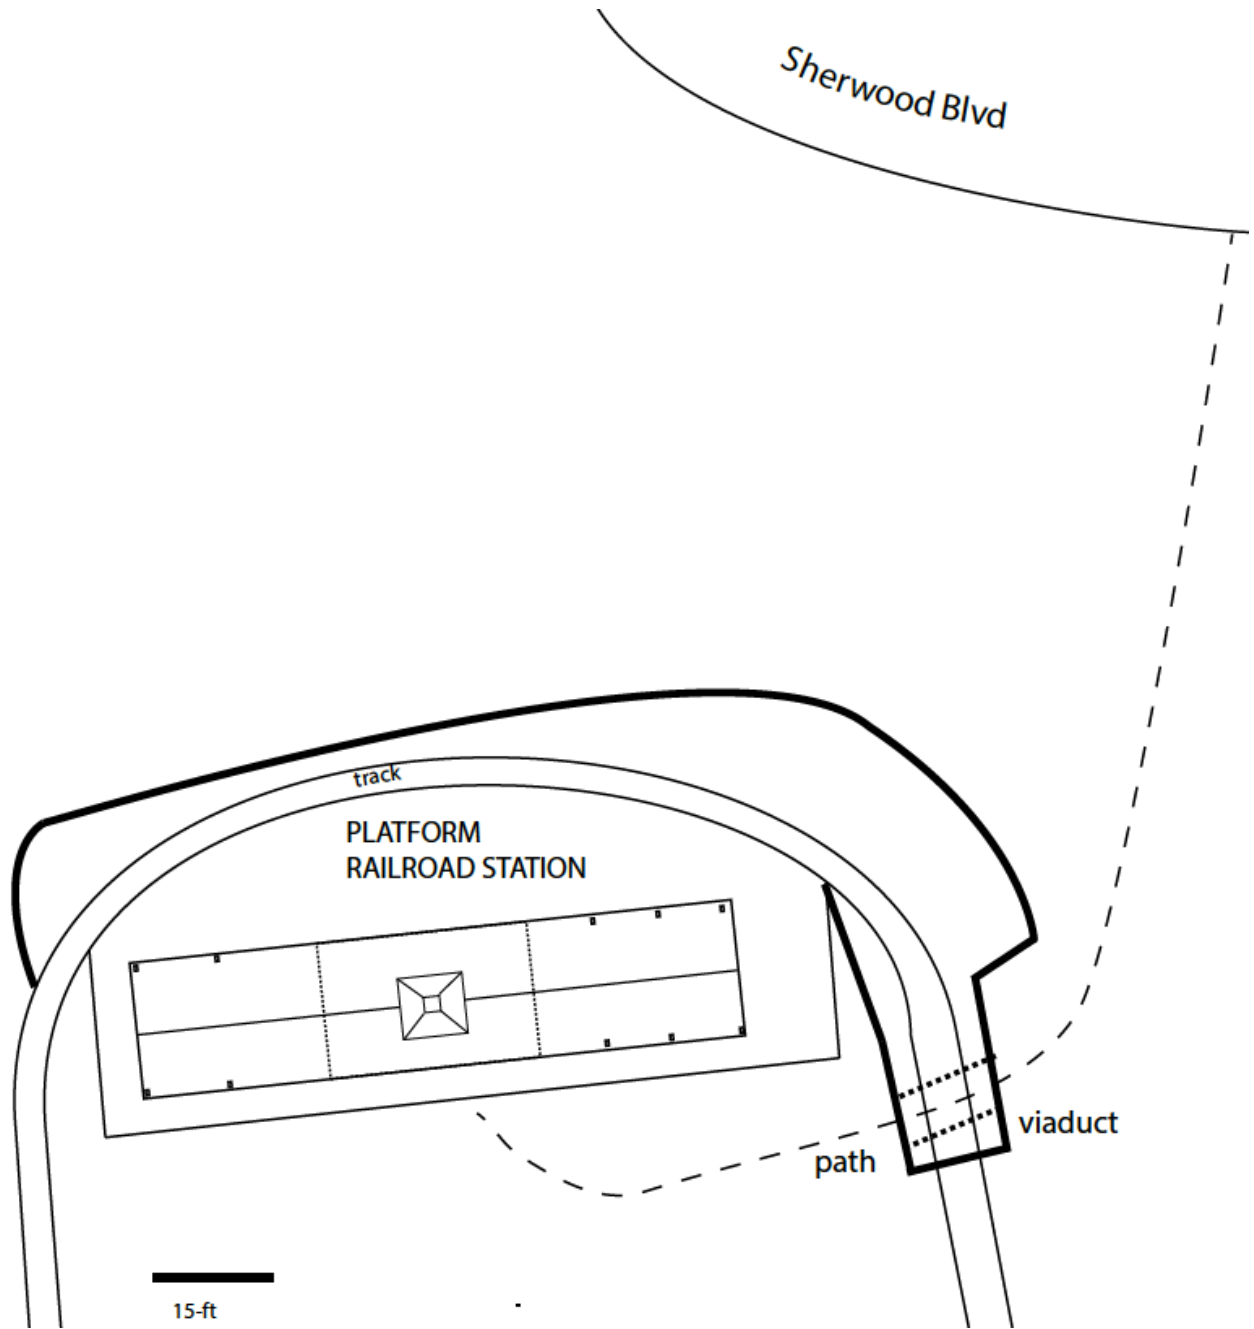 Sherwood Blvd
track
PLATFORM
RAILROAD STATION
viaduct
path
15-ft